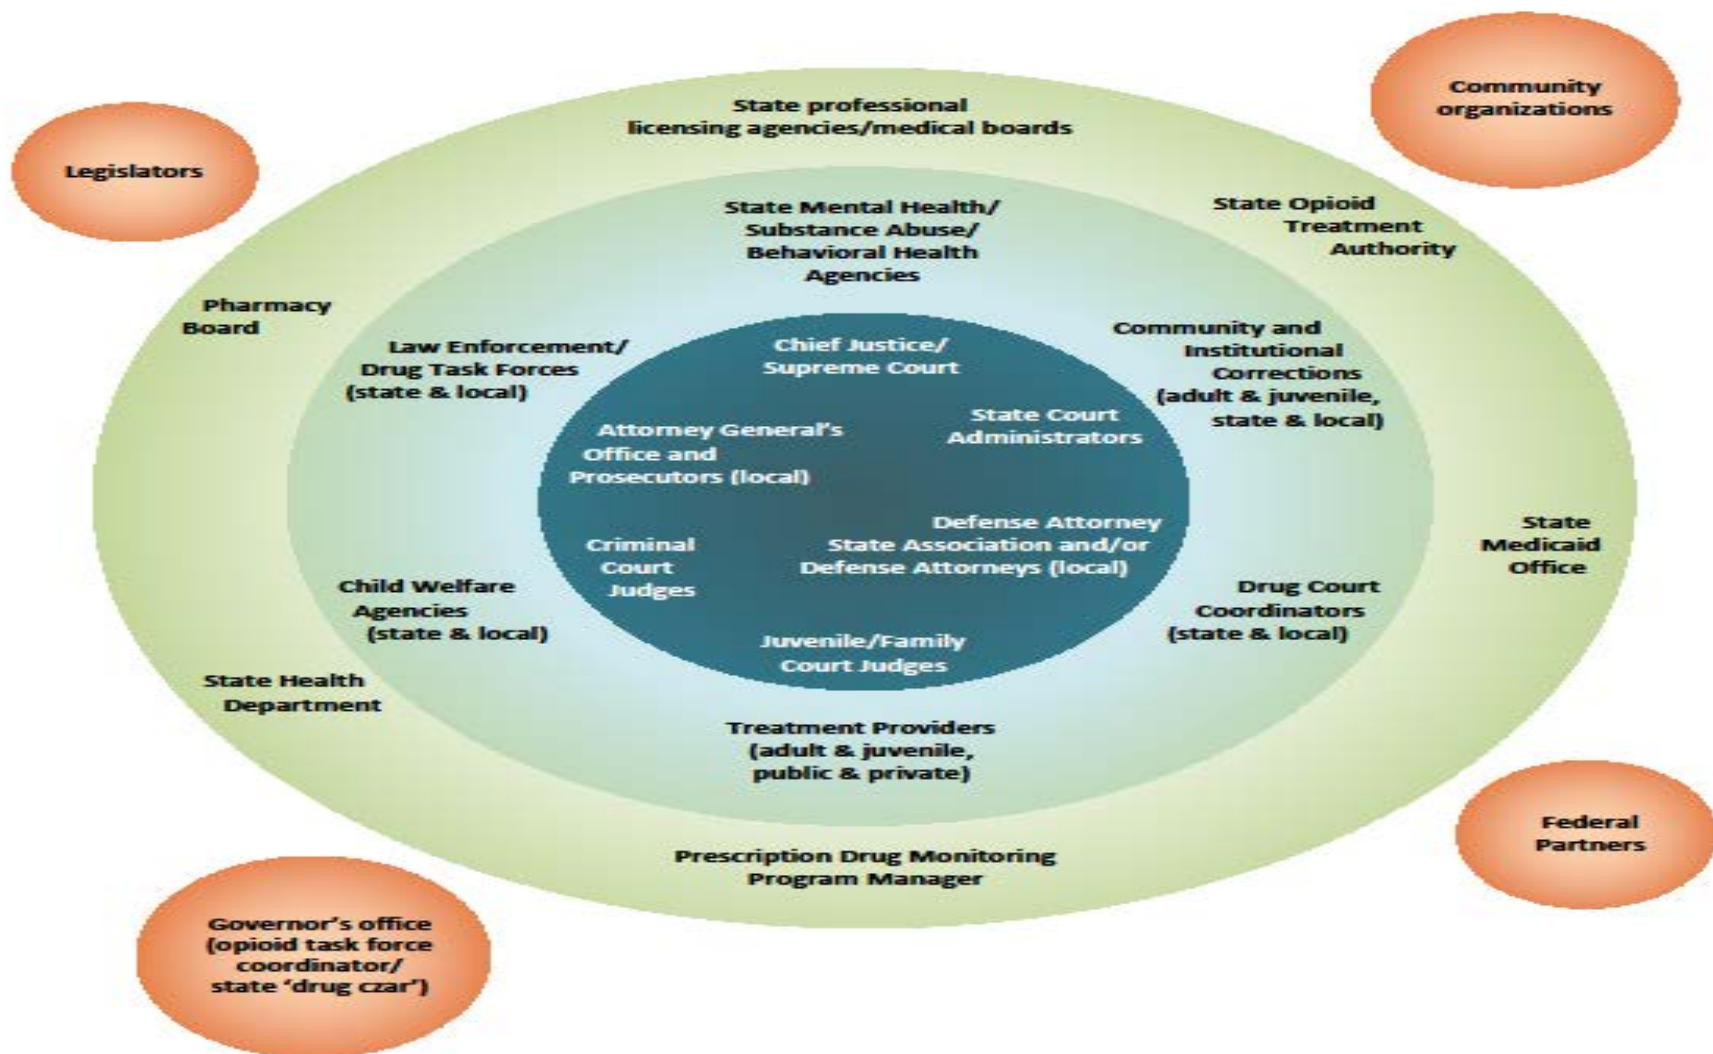 Community
organizations
Legislators
State professional
licensing agencies/medical boards
State Opioid
Treatment
Authority
Pharmacy
Board
State Mental Health/
Substance Abuse/
Behavioral Health
Agencies
Law Enforcement/
Drug Task Forces
(state & local)
Community and
Institutional
Corrections
(adult & juvenile,
state & local)
Chief Justice/
Supreme Court
State Court
Administrators
Attorney General’s
Office and
Prosecutors (local)
Defense Attorney
State Association and/or
Defense Attorneys (local)
Criminal
Court
Judges
Juvenile/Family
Court Judges
State
Medicaid
Office
Child Welfare
Agencies
(state & local)
Drug Court
Coordinators
(state & local)
State Health
Department
Treatment Providers
(adult & juvenile,
public & private)
Prescription Drug Monitoring
Program Manager
Federal
Partners
Governor’s office
(opioid task force
coordinator/
state ‘drug czar’)